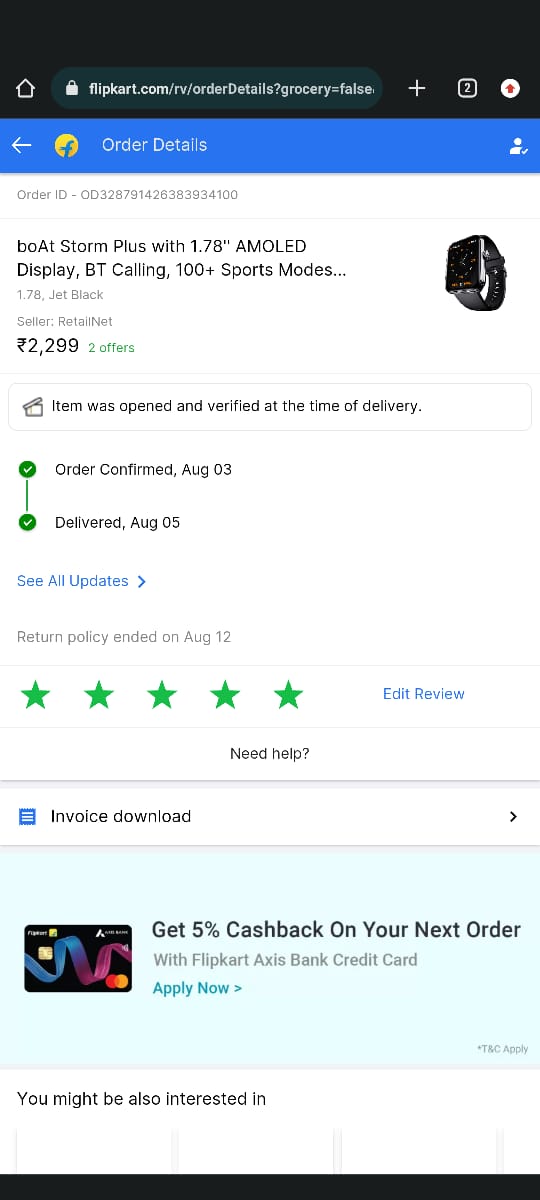 flipkart.com/rv/orderDetails?grocery=false
2
Order Details
Order ID - OD328791426383934100
boAt Storm Plus with 1.78" AMOLED
Display, BT Calling, 100+ Sports Modes...
1.78, Jet Black
Seller: RetailNet
₹2,299 2 offers
Item was opened and verified at the time of delivery.
Order Confirmed, Aug 03
Delivered, Aug 05
See All Updates
Return policy ended on Aug 12
Edit Review
Need help?
Invoice download
Flipkart AXIS BANK
Get 5% Cashback On Your Next Order
With Flipkart Axis Bank Credit Card
Apply Now >
*T&C Apply
You might be also interested in